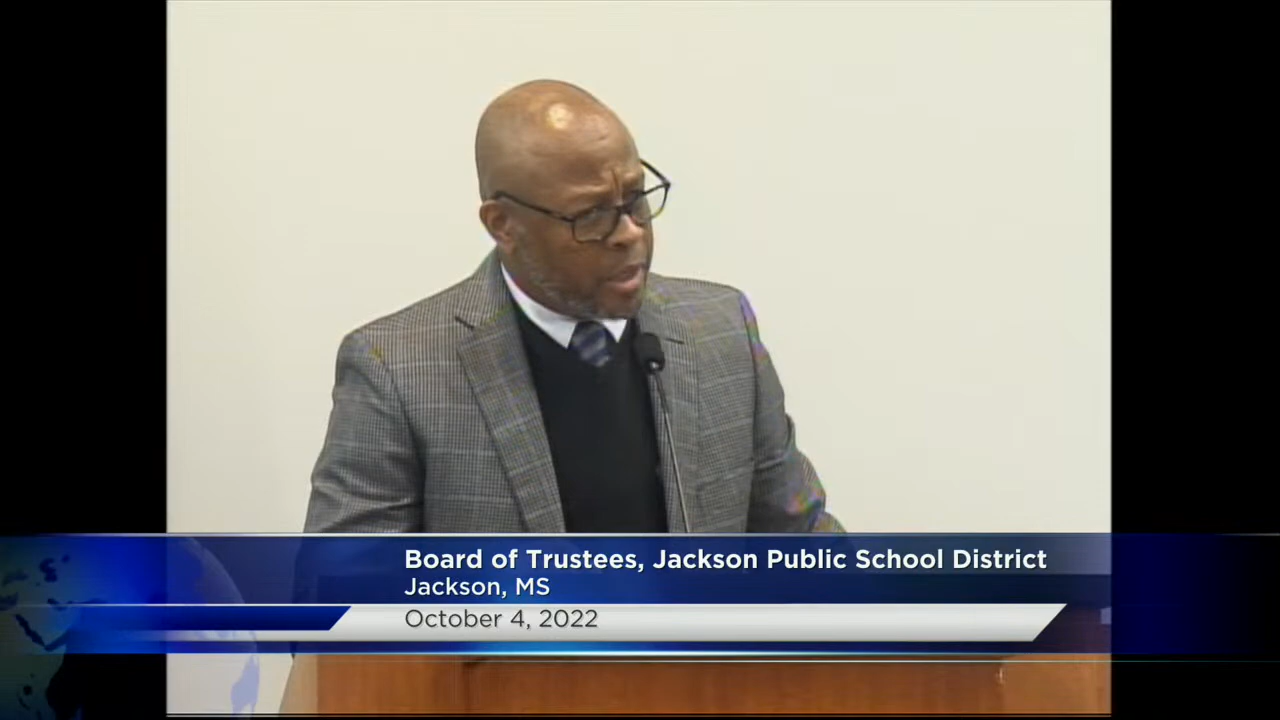 Board of Trustees, Jackson Public School District
Jackson, MS
October 4, 2022